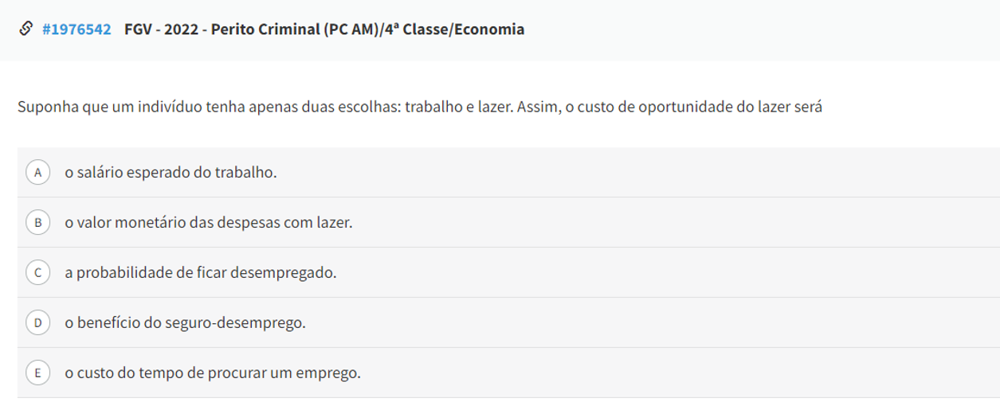 #1976542 FGV - 2022 - Perito Criminal (PC AM)/4ª Classe/Economia
Suponha que um indivíduo tenha apenas duas escolhas: trabalho e lazer. Assim, o custo de oportunidade do lazer será
A o salário esperado do trabalho.
B o valor monetário das despesas com lazer.
C a probabilidade de ficar desempregado.
D o benefício do seguro-desemprego.
E o custo do tempo de procurar um emprego.